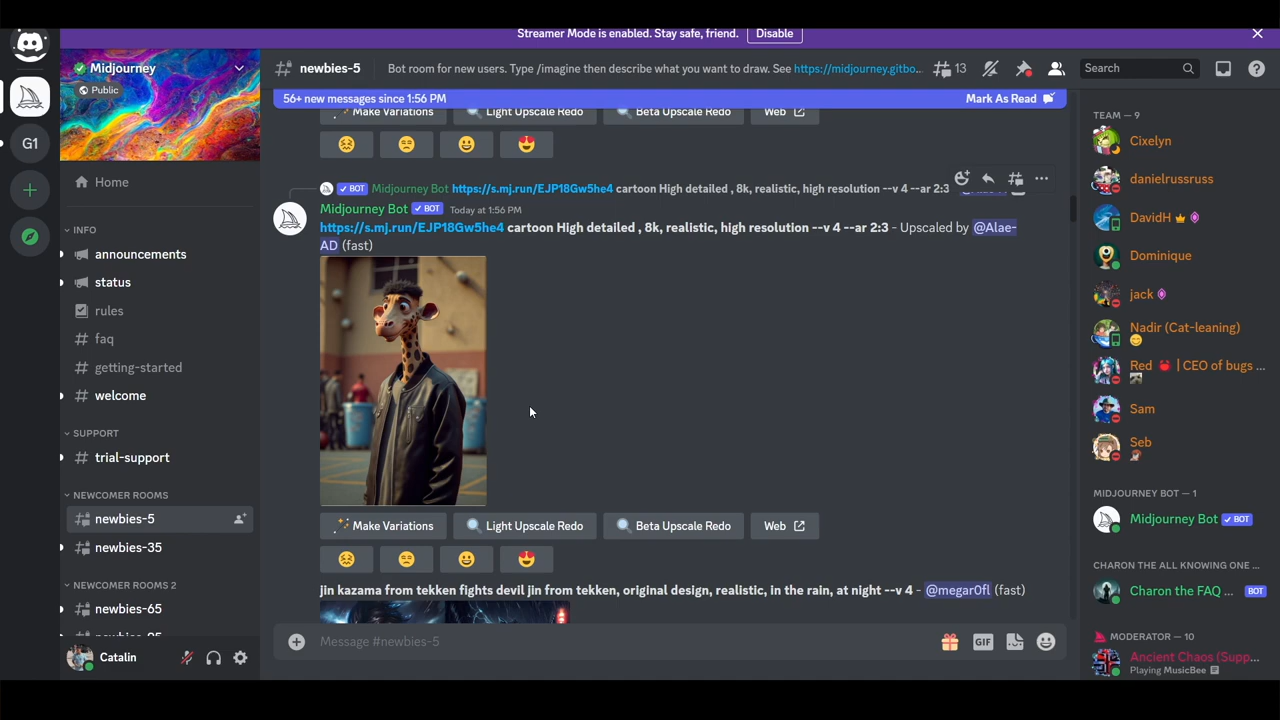 Streamer Mode is enabled. Stay safe, friend.
Disable
Midjourney
Public
newbies-5
Bot room for new users. Type /imagine then describe what you want to draw. See https://midjourney.gitbo...
13
Search
56+ new messages since 1:56 PM
Mark As Read
G1
Home
INFO
announcements
status
rules
faq
getting-started
welcome
SUPPORT
trial-support
NEWCOMER ROOMS
newbies-5
newbies-35
NEWCOMER ROOMS 2
newbies-65
Catalin
Make Variations
Light Upscale Redo
Beta Upscale Redo
Web
BOT Midjourney Bot https://s.mj.run/EJP18Gw5he4 cartoon High detailed , 8k, realistic, high resolution --v 4 --ar 2:3
Midjourney Bot BOT Today at 1:56 PM
https://s.mj.run/EJP18Gw5he4 cartoon High detailed , 8k, realistic, high resolution --v 4 --ar 2:3 - Upscaled by @Alae-
AD (fast)
Make Variations
Light Upscale Redo
Beta Upscale Redo
Web
jin kazama from tekken fights devil jin from tekken, original design, realistic, in the rain, at night --v 4 - @megar0fl (fast)
Message #newbies-5
GIF
TEAM — 9
Cixelyn
danielrussruss
DavidH
Dominique
jack
Nadir (Cat-leaning)
Red | CEO of bugs ...
Sam
Seb
MIDJOURNEY BOT — 1
Midjourney Bot BOT
CHARON THE ALL KNOWING ONE ...
Charon the FAQ ... BOT
MODERATOR — 10
Ancient Chaos (Supp...
Playing MusicBee